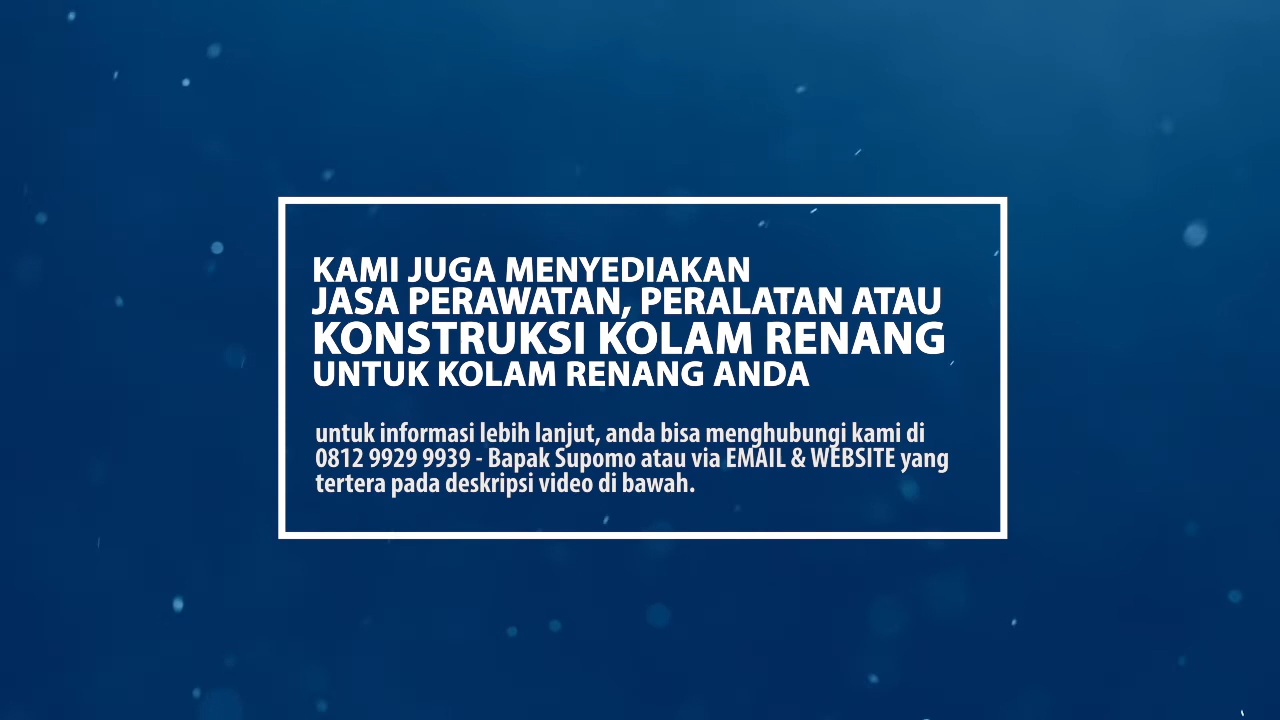 KAMI JUGA MENYEDIAKAN
JASA PERAWATAN, PERALATAN ATAU
KONSTRUKSI KOLAM RENANG
UNTUK KOLAM RENANG ANDA
untuk informasi lebih lanjut, anda bisa menghubungi kami di
0812 9929 9939 - Bapak Supomo atau via EMAIL & WEBSITE yang
tertera pada deskripsi video di bawah.